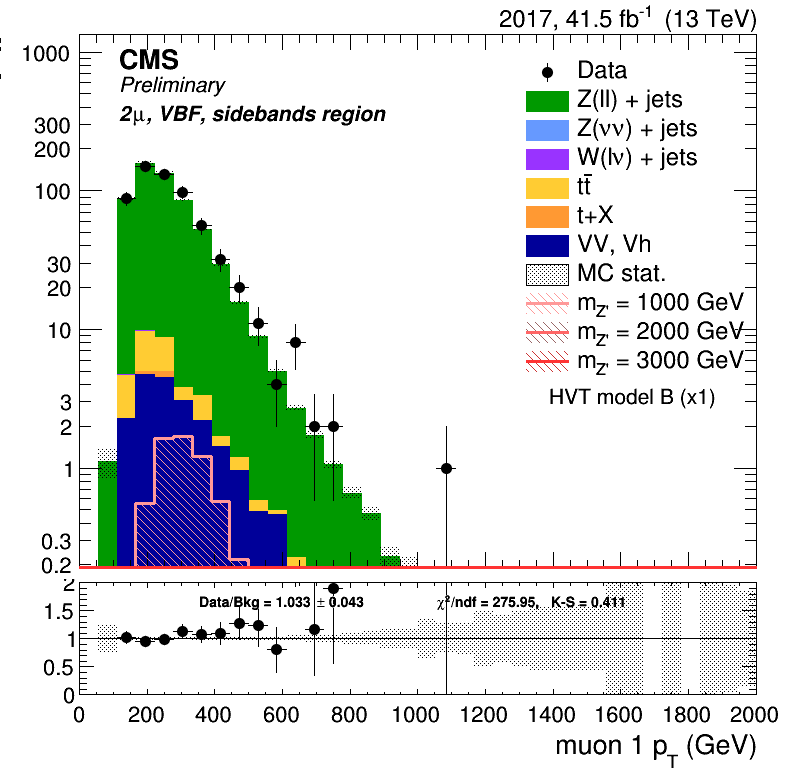 2017, 41.5 fb⁻¹ (13 TeV)
CMS
Preliminary
2μ, VBF, sidebands region
Data
Z(ll) + jets
Z(νν) + jets
W(lν) + jets
tt̄
t+X
VV, Vh
MC stat.
m_Z' = 1000 GeV
m_Z' = 2000 GeV
m_Z' = 3000 GeV
HVT model B (x1)
1000
300
200
100
30
20
10
3
2
1
0.3
0.2
Data/Bkg = 1.033 ± 0.043
χ²/ndf = 275.95, K-S = 0.411
2
1.5
1
0.5
0
0 200 400 600 800 1000 1200 1400 1600 1800 2000
muon 1 p_T (GeV)